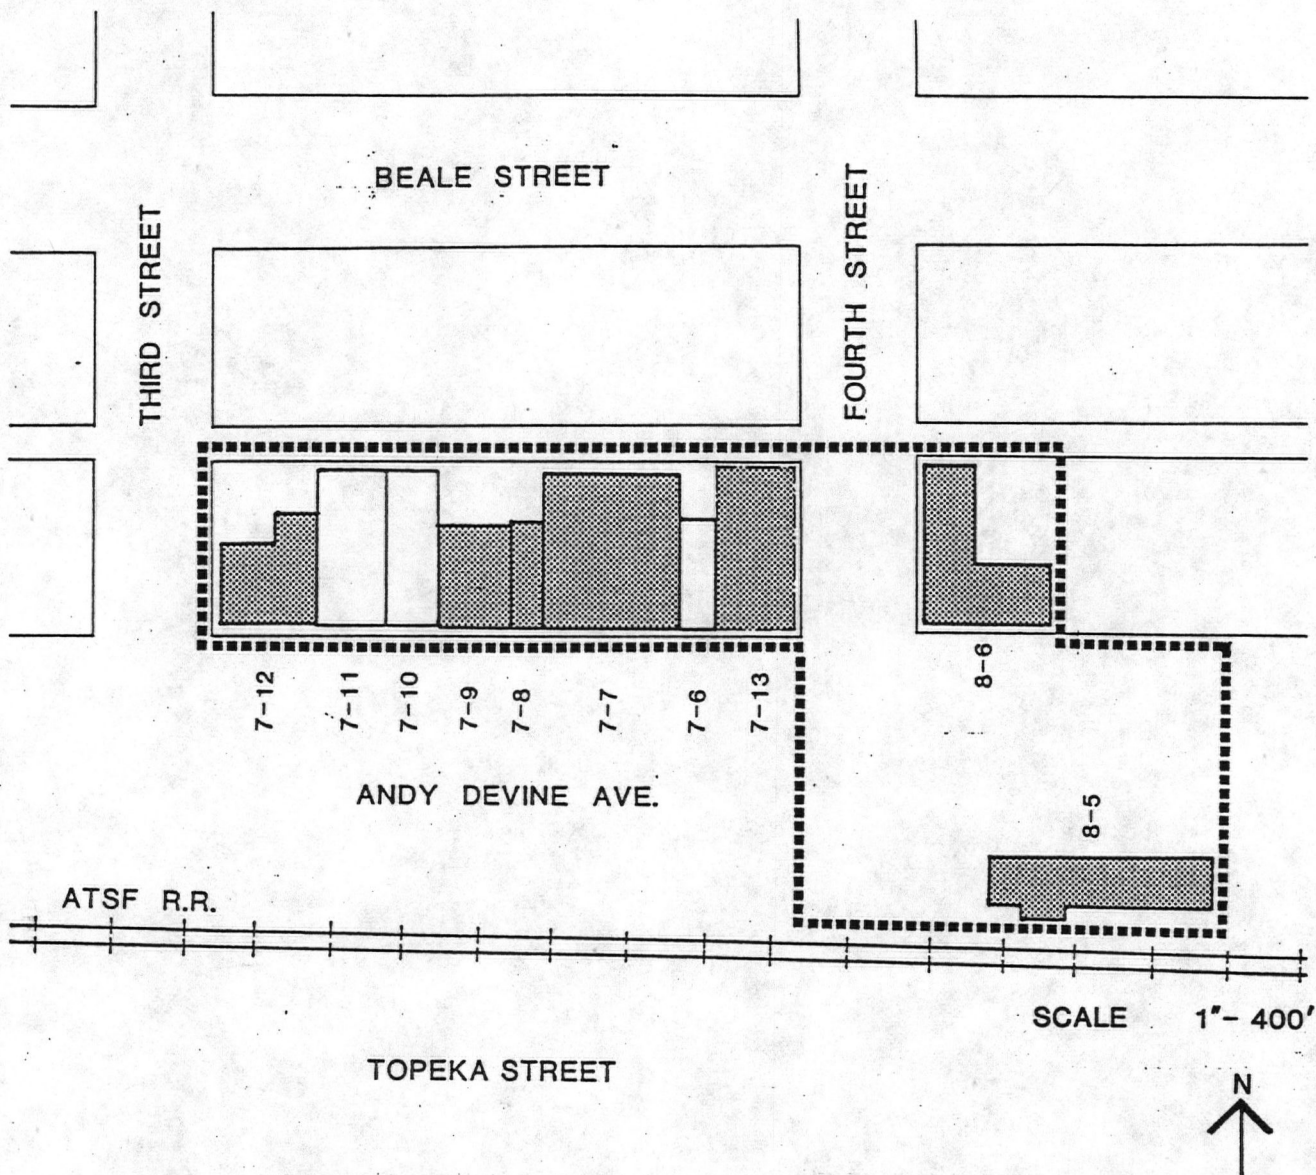 BEALE STREET
THIRD STREET
FOURTH STREET
7-12
7-11
7-10
7-9
7-8
7-7
7-6
7-13
8-6
ANDY DEVINE AVE.
8-5
ATSF R.R.
SCALE 1"- 400'
TOPEKA STREET
N